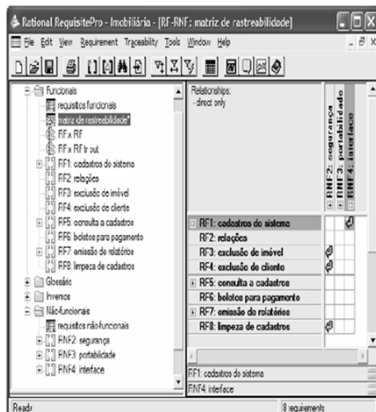 Rational RequisitePro - Imobiliária - [RF-RNF: matriz de rastreabilidade]
File Edit View Requirement Traceability Tools Window Help
Funcionais
requisitos funcionais
matriz de rastreabilidade*
RF x RF
RF x RF tr out
RF1: cadastros do sistema
RF2: relações
RF3: exclusão de imóvel
RF4: exclusão de cliente
RF5: consulta a cadastros
RF6: boletos para pagamento
RF7: emissão de relatórios
RF8: limpeza de cadastros
Glossário
Inversos
Não-funcionais
requisitos não-funcionais
RNF2: segurança
RNF3: portabilidade
RNF4: interface
Relationships:
- direct only
RNF2: segurança
RNF3: portabilidade
RNF4: interface
RF1: cadastros do sistema
RF2: relações
RF3: exclusão de imóvel
RF4: exclusão de cliente
RF5: consulta a cadastros
RF6: boletos para pagamento
RF7: emissão de relatórios
RF8: limpeza de cadastros
RF1: cadastros do sistema
RNF4: interface
Ready
8 requirements